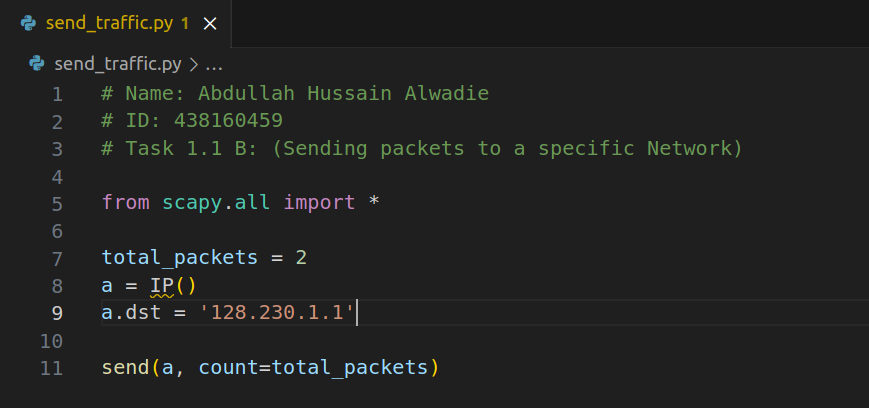 send_traffic.py 1 ×
send_traffic.py > ...
1 # Name: Abdullah Hussain Alwadie
2 # ID: 438160459
3 # Task 1.1 B: (Sending packets to a specific Network)
4
5 from scapy.all import *
6
7 total_packets = 2
8 a = IP()
9 a.dst = '128.230.1.1'
10
11 send(a, count=total_packets)